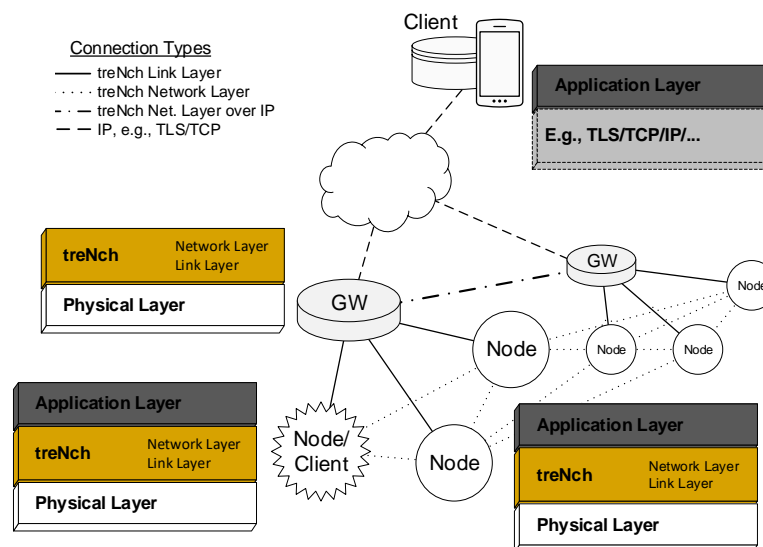 Client
Connection Types
treNch Link Layer
treNch Network Layer
treNch Net. Layer over IP
IP, e.g., TLS/TCP
Application Layer
E.g., TLS/TCP/IP/...
treNch
Network Layer
Link Layer
Physical Layer
GW
GW
Node
Node
Node
Node
Application Layer
treNch
Network Layer
Link Layer
Physical Layer
Node/
Client
Node
Application Layer
treNch
Network Layer
Link Layer
Physical Layer